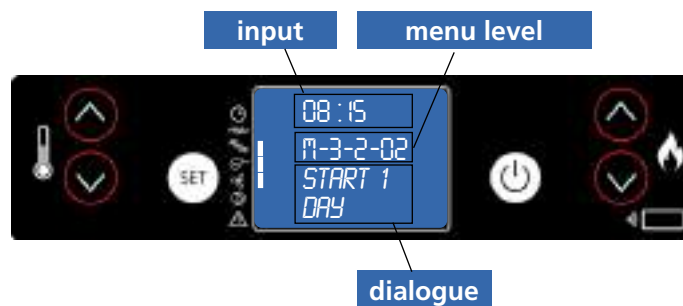 input menu level
08:15
M-3-2-02
SET
START 1
DAY
dialogue